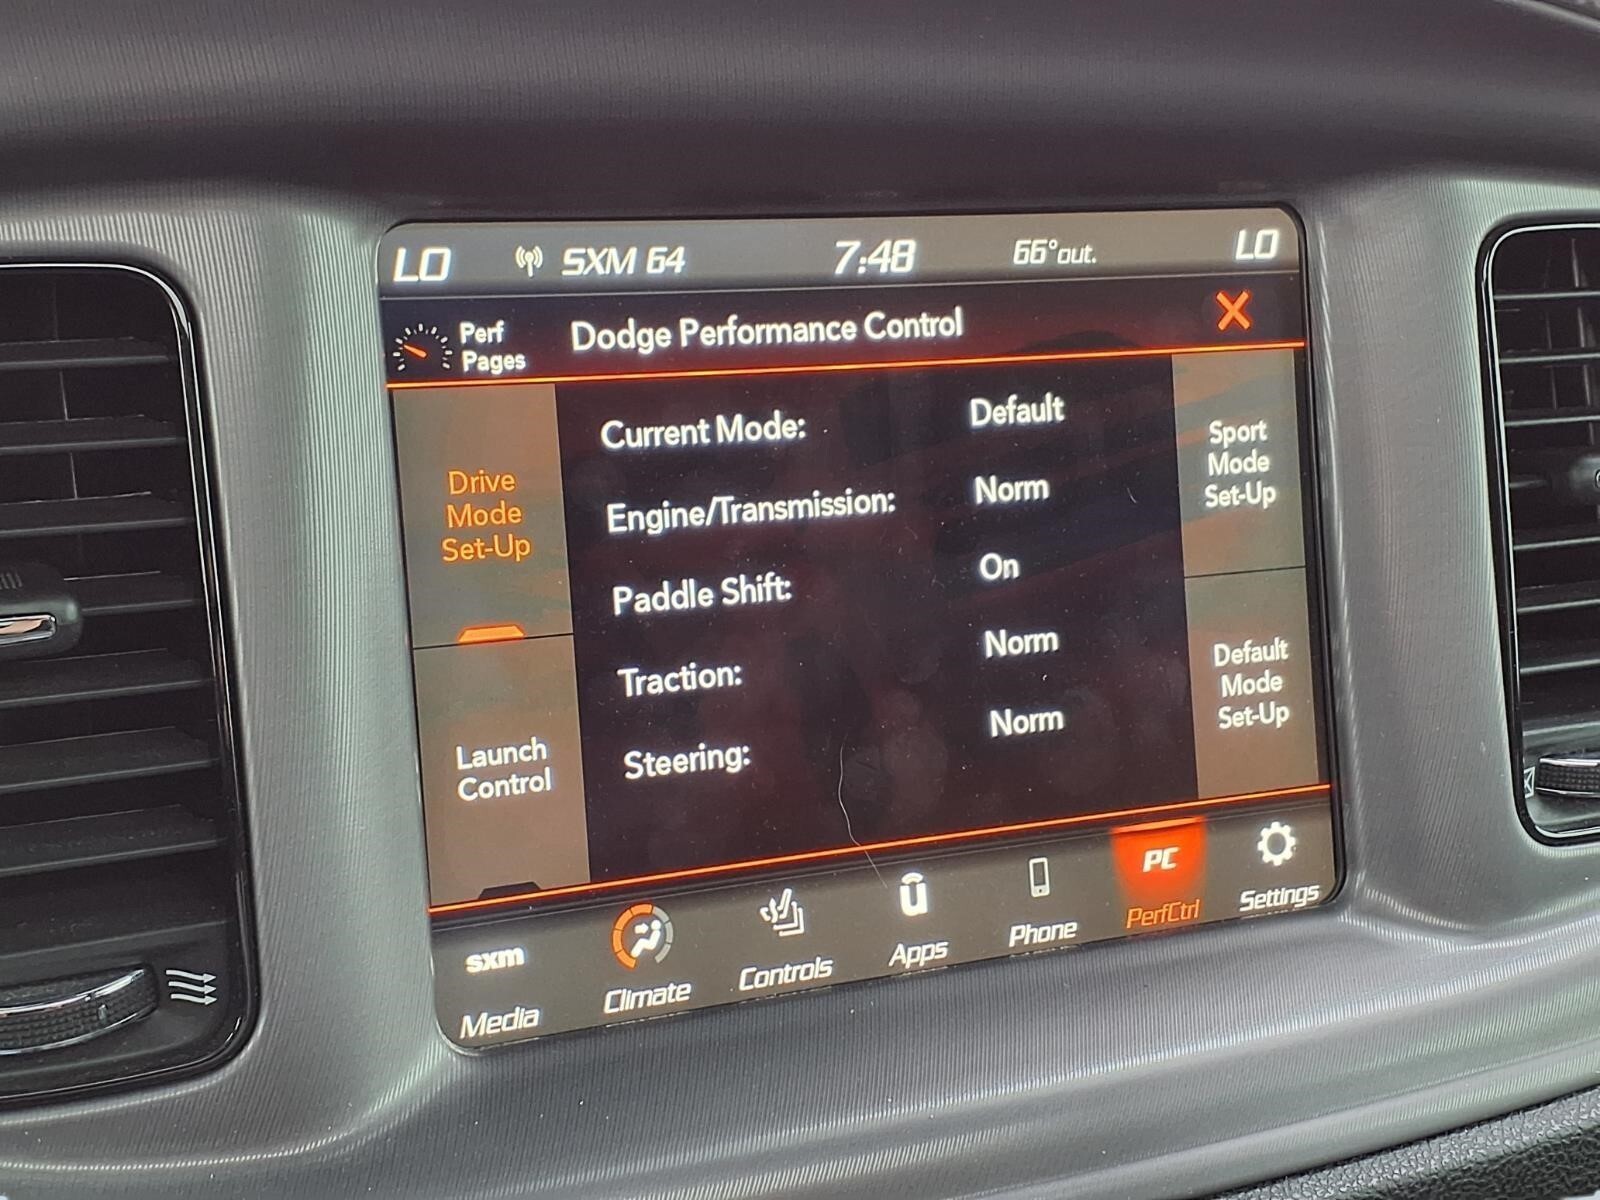 LO SXM 64 7:48 66°out. LO
Perf
Pages
Dodge Performance Control
Drive
Mode
Set-Up
Launch
Control
Current Mode: Default
Engine/Transmission: Norm
Paddle Shift: On
Traction: Norm
Steering: Norm
Sport
Mode
Set-Up
Default
Mode
Set-Up
sxm
Media
Climate
Controls
Apps
Phone
PC
PerfCtrl
Settings